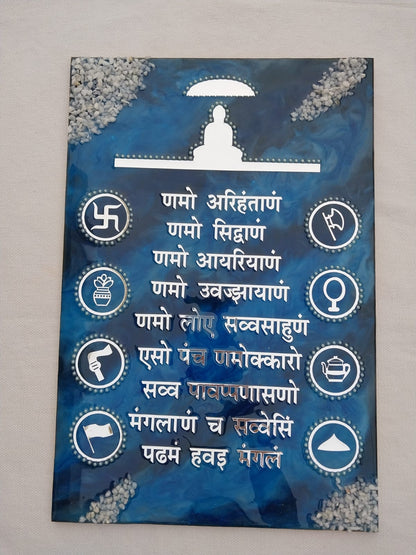 णमो अरिहंताणं
णमो सिद्वाणं
णमो आयरियाणं
णमो उवज्झायाणं
णमो लोए सव्वसाहुणं
एसो पंच णमोक्कारो
सव्व पावप्पणासणो
मंगलाणं च सव्वेसिं
पढमं हवइ मंगलं